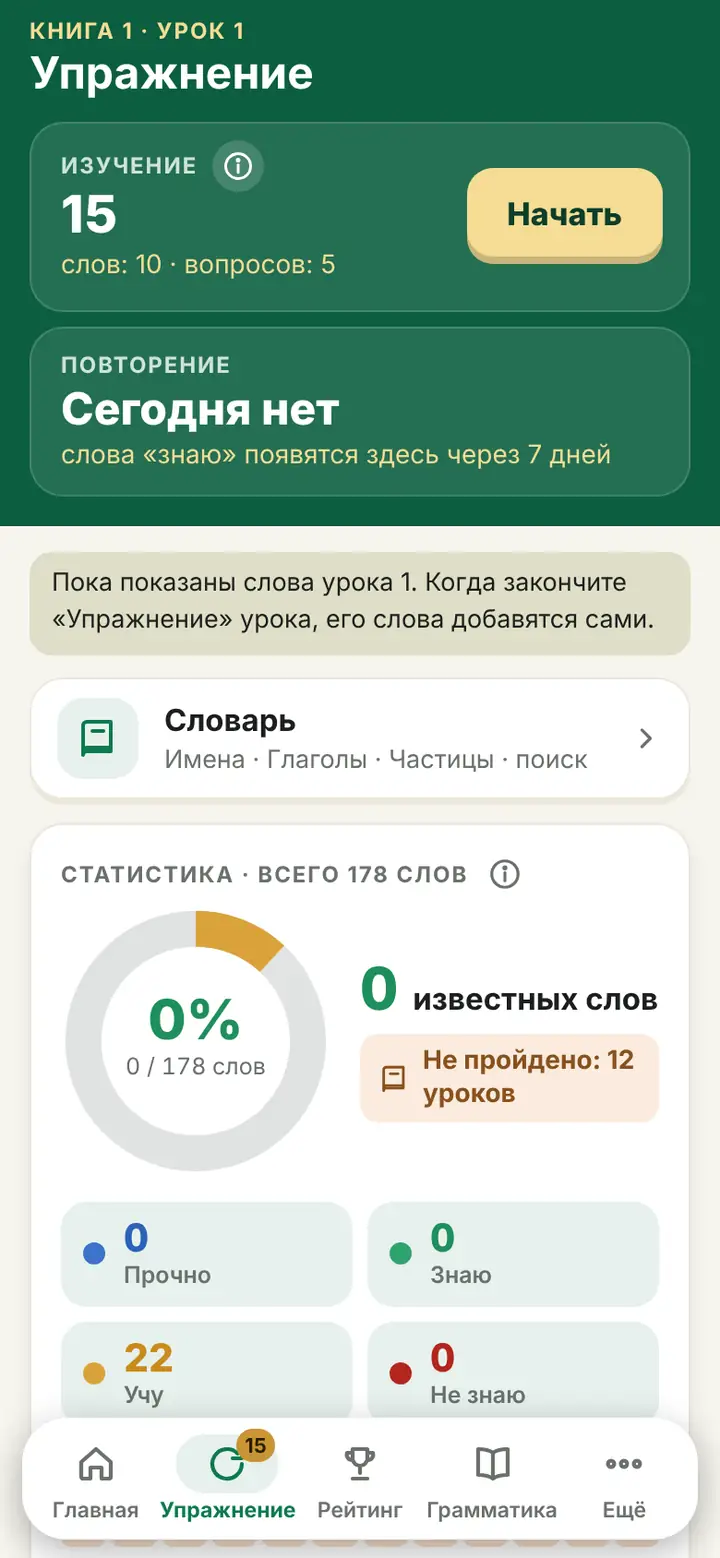 КНИГА 1 · УРОК 1
Упражнение
ИЗУЧЕНИЕ
15
слов: 10 · вопросов: 5
Начать
ПОВТОРЕНИЕ
Сегодня нет
слова «знаю» появятся здесь через 7 дней
Пока показаны слова урока 1. Когда закончите
«Упражнение» урока, его слова добавятся сами.
Словарь
Имена · Глаголы · Частицы · поиск
СТАТИСТИКА · ВСЕГО 178 СЛОВ
0%
0 / 178 слов
0 известных слов
Не пройдено: 12
уроков
0
Прочно
0
Знаю
22
Учу
0
Не знаю
15
Главная
Упражнение
Рейтинг
Грамматика
Ещё